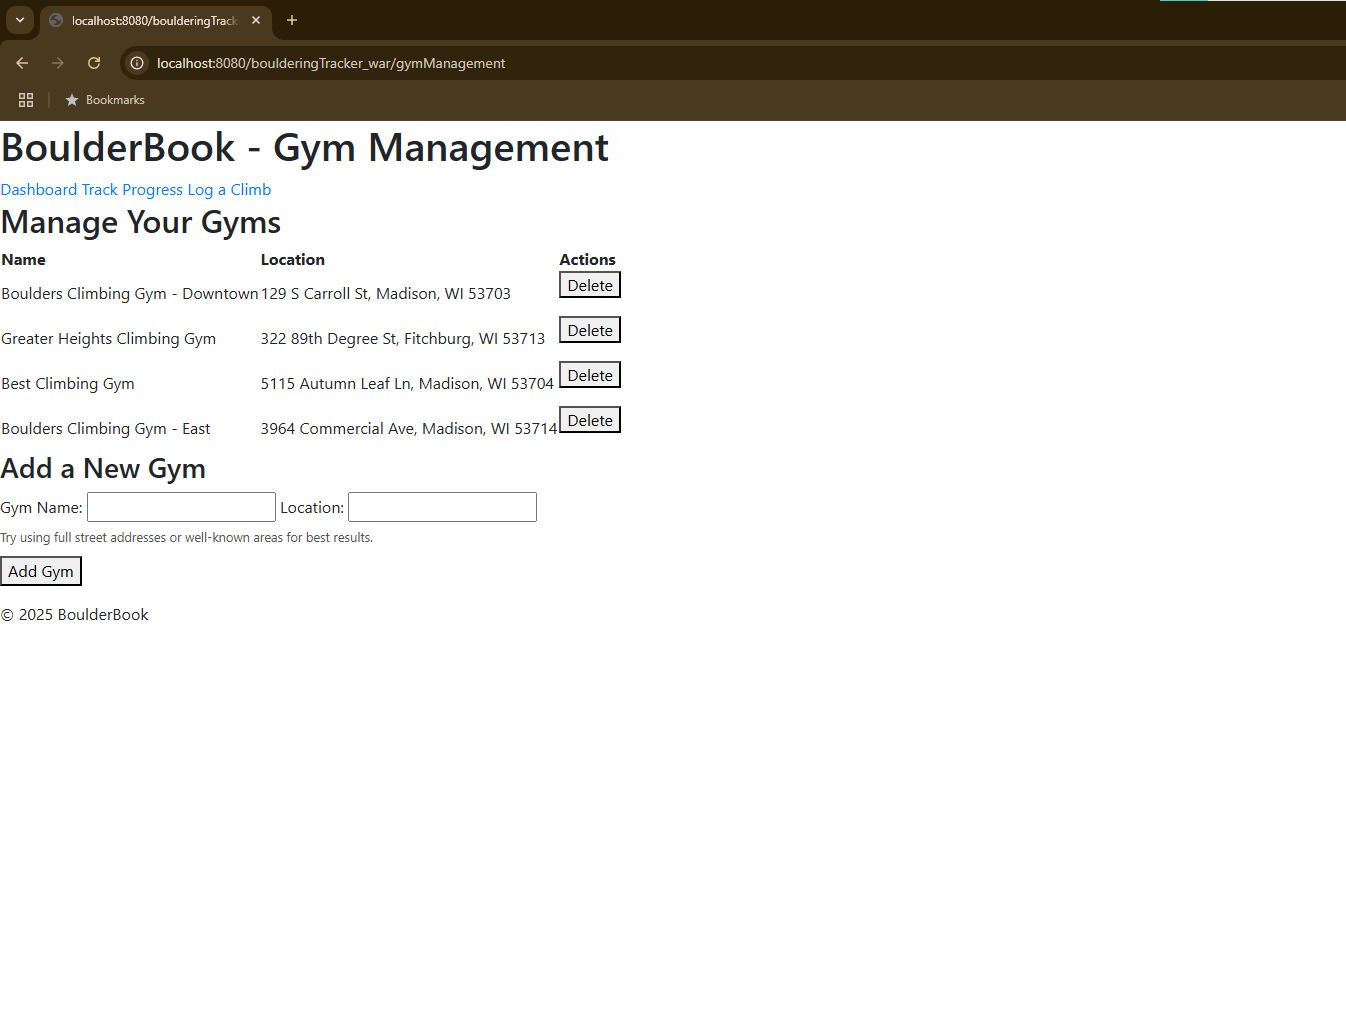 localhost:8080/boulderingTrack
localhost:8080/boulderingTracker_war/gymManagement
Bookmarks
BoulderBook - Gym Management
Dashboard Track Progress Log a Climb
Manage Your Gyms
Name Location Actions
Boulders Climbing Gym - Downtown 129 S Carroll St, Madison, WI 53703 Delete
Greater Heights Climbing Gym 322 89th Degree St, Fitchburg, WI 53713 Delete
Best Climbing Gym 5115 Autumn Leaf Ln, Madison, WI 53704 Delete
Boulders Climbing Gym - East 3964 Commercial Ave, Madison, WI 53714 Delete
Add a New Gym
Gym Name: Location:
Try using full street addresses or well-known areas for best results.
Add Gym
© 2025 BoulderBook